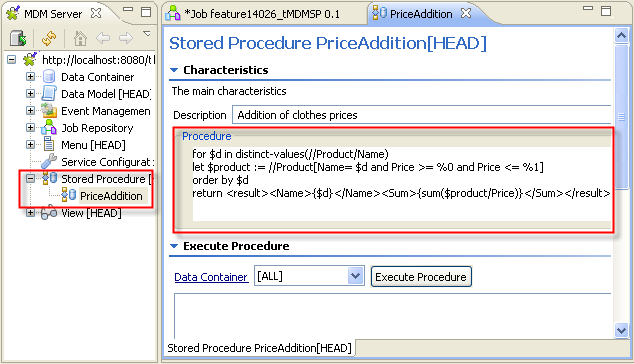 MDM Server
http://localhost:8080/t
Data Container
Data Model [HEAD]
Event Managemen
Job Repository
Menu [HEAD]
Service Configurat
Stored Procedure [
PriceAddition
View [HEAD]
*Job feature14026_tMDMSP 0.1
PriceAddition
Stored Procedure PriceAddition[HEAD]
Characteristics
The main characteristics
Description Addition of clothes prices
Procedure
for $d in distinct-values(//Product/Name)
let $product := //Product[Name= $d and Price >= %0 and Price <= %1]
order by $d
return <result><Name>{$d}</Name><Sum>{sum($product/Price)}</Sum></result>
Execute Procedure
Data Container [ALL] Execute Procedure
Stored Procedure PriceAddition[HEAD]